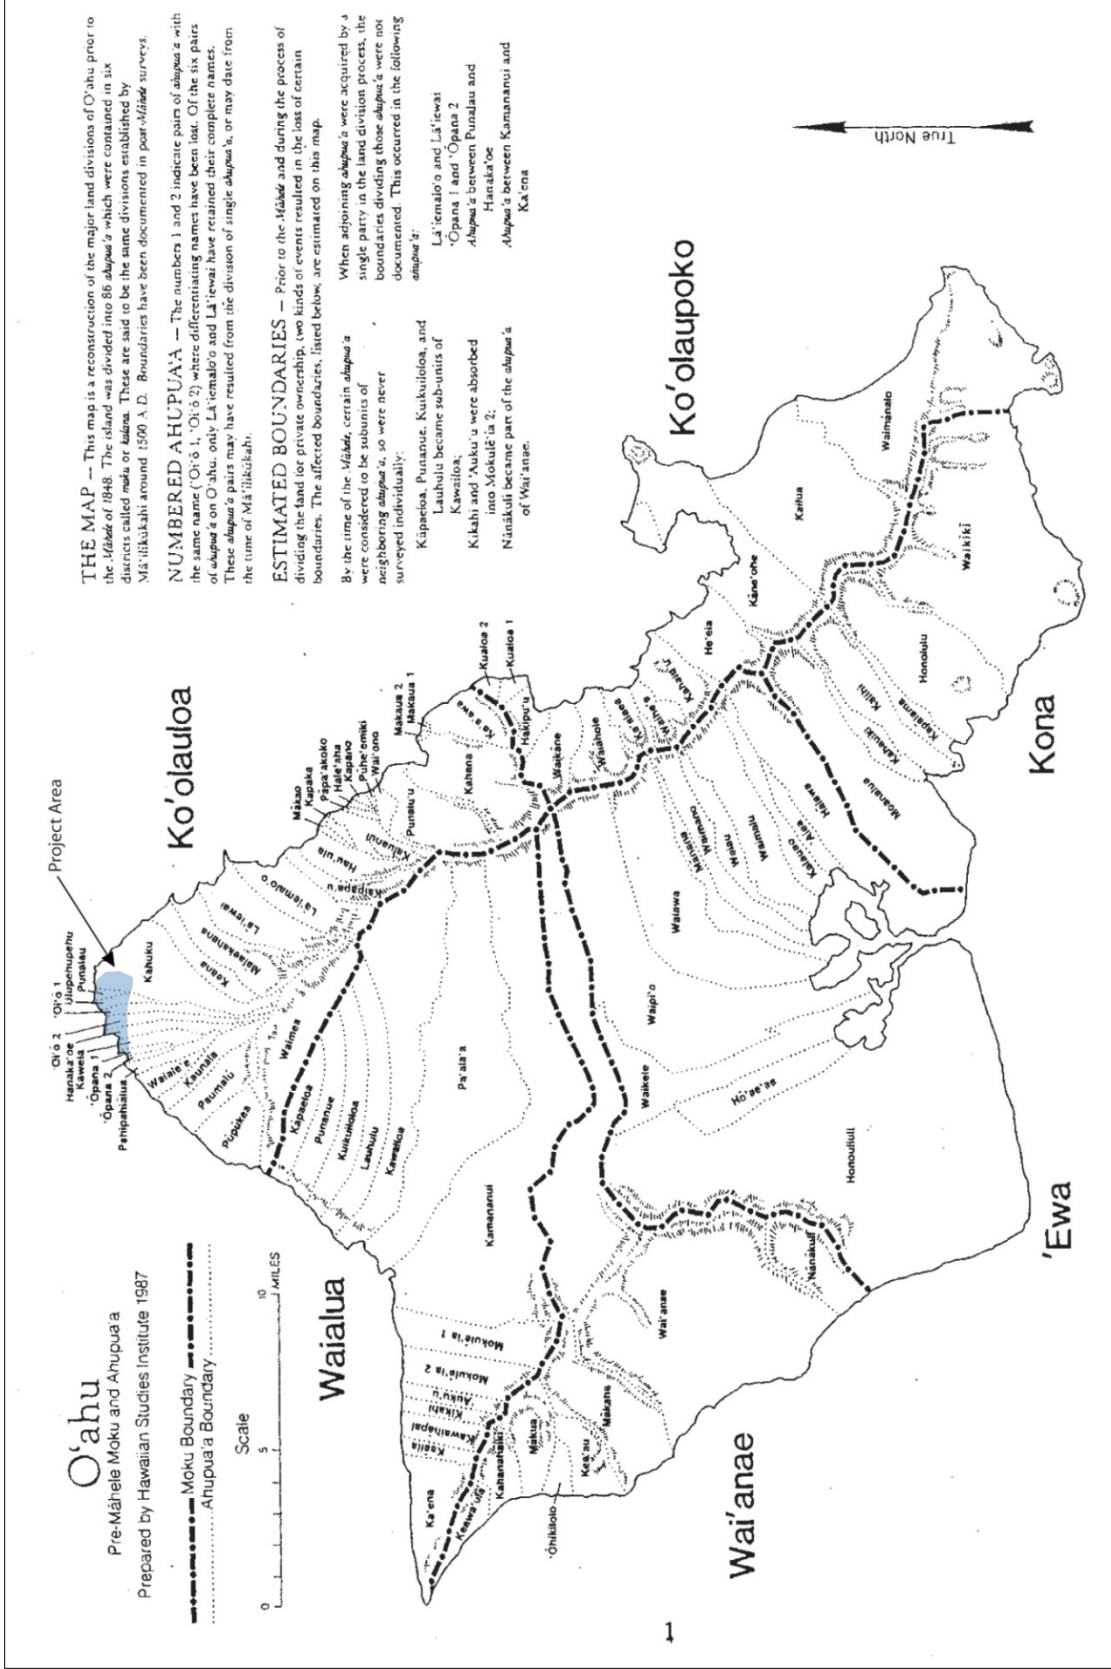 O'ahu
Pre-Māhele Moku and Ahupua'a
Prepared by Hawaiian Studies Institute 1987
Moku Boundary
Ahupua'a Boundary
Scale
0 5 10 MILES
THE MAP — This map is a reconstruction of the major land divisions of O'ahu prior to
the Māhele of 1848. The island was divided into 86 ahupua'a which were contained in six
districts called moku or kalana. These are said to be the same divisions established by
Mā'ilikūkahi around 1500 A.D. Boundaries have been documented in post-Māhele surveys.
NUMBERED AHUPUA'A — The numbers 1 and 2 indicate pairs of ahupua'a with
the same name ('Oi'ō 1, 'Oi'ō 2) where differentiating names have been lost. Of the six pairs
of ahupua'a on O'ahu, only Lā'iemalo'o and Lā'iewai have retained their complete names.
These ahupua'a pairs may have resulted from the division of single ahupua'a, or may date from
the time of Mā'ilikūkahi.
ESTIMATED BOUNDARIES — Prior to the Māhele and during the process of
dividing the land for private ownership, two kinds of events resulted in the loss of certain
boundaries. The affected boundaries, listed below, are estimated on this map.
By the time of the Māhele, certain ahupua'a
were considered to be subunits of
neighboring ahupua'a, so were never
surveyed individually:
Kāpaeloa, Punanue, Kuikuiloloa, and
Lauhulu became sub-units of
Kawailoa;
Kikahi and 'Auku'u were absorbed
into Mokulē'ia 2;
Nānākuli became part of the ahupua'a
of Wai'anae.
When adjoining ahupua'a were acquired by a
single party in the land division process, the
boundaries dividing those ahupua'a were not
documented. This occurred in the following
ahupua'a:
Lā'iemalo'o and Lā'iewai
'Ōpana 1 and 'Ōpana 2
Ahupua'a between Punalau and
Hanaka'oe
Ahupua'a between Kamananui and
Ka'ena
True North
Project Area
Ko'olauloa
Ko'olaupoko
Kona
'Ewa
Wai'anae
Waialua
Oi'ō 2
Hanaka'oe
Kawela
'Ōpana 1
'Ōpana 2
Pahipahiālua
'Oi'ō 1
Ulupehupehu
Punalau
Kahuku
Keana
Mālaekahana
Lā'iewai
Lā'iemalo'o
Kaipapa'u
Hau'ula
Mākao
Kapaka
Kaluanui
Papa'akoko
Hale'aha
Kapano
Puhe'emiki
Wai'ono
Punalu'u
Kahana
Makaua 2
Makaua 1
Ka'a'awa
Kualoa 2
Kualoa 1
Hakipu'u
Waikāne
Waiāhole
Ka'alaea
Waihe'e
Kahalu'u
He'eia
Kāne'ohe
Kailua
Waimānalo
Waikīkī
Honolulu
Kapālama
Kalihi
Kahauiki
Moanalua
Hālawa
Aiea
Kalauao
Waimalu
Waiau
Waimano
Manana
Waiawa
Waipi'o
Waikele
Hō'ae'ae
Honouliuli
Nānākuli
Wai'anae
Mākaha
Kea'au
'Ōhikilolo
Mākua
Kahanahāiki
Keawa'ula
Ka'ena
Kealia
Kawaihāpai
Kikahi
Auku'u
Mokulē'ia 2
Mokulē'ia 1
Kamananui
Pa'ala'a
Kawailoa
Lauhulu
Kuikuiloloa
Punanue
Kāpaeloa
Waimea
Pūpūkea
Paumalū
Kaunala
Waiale'e
1